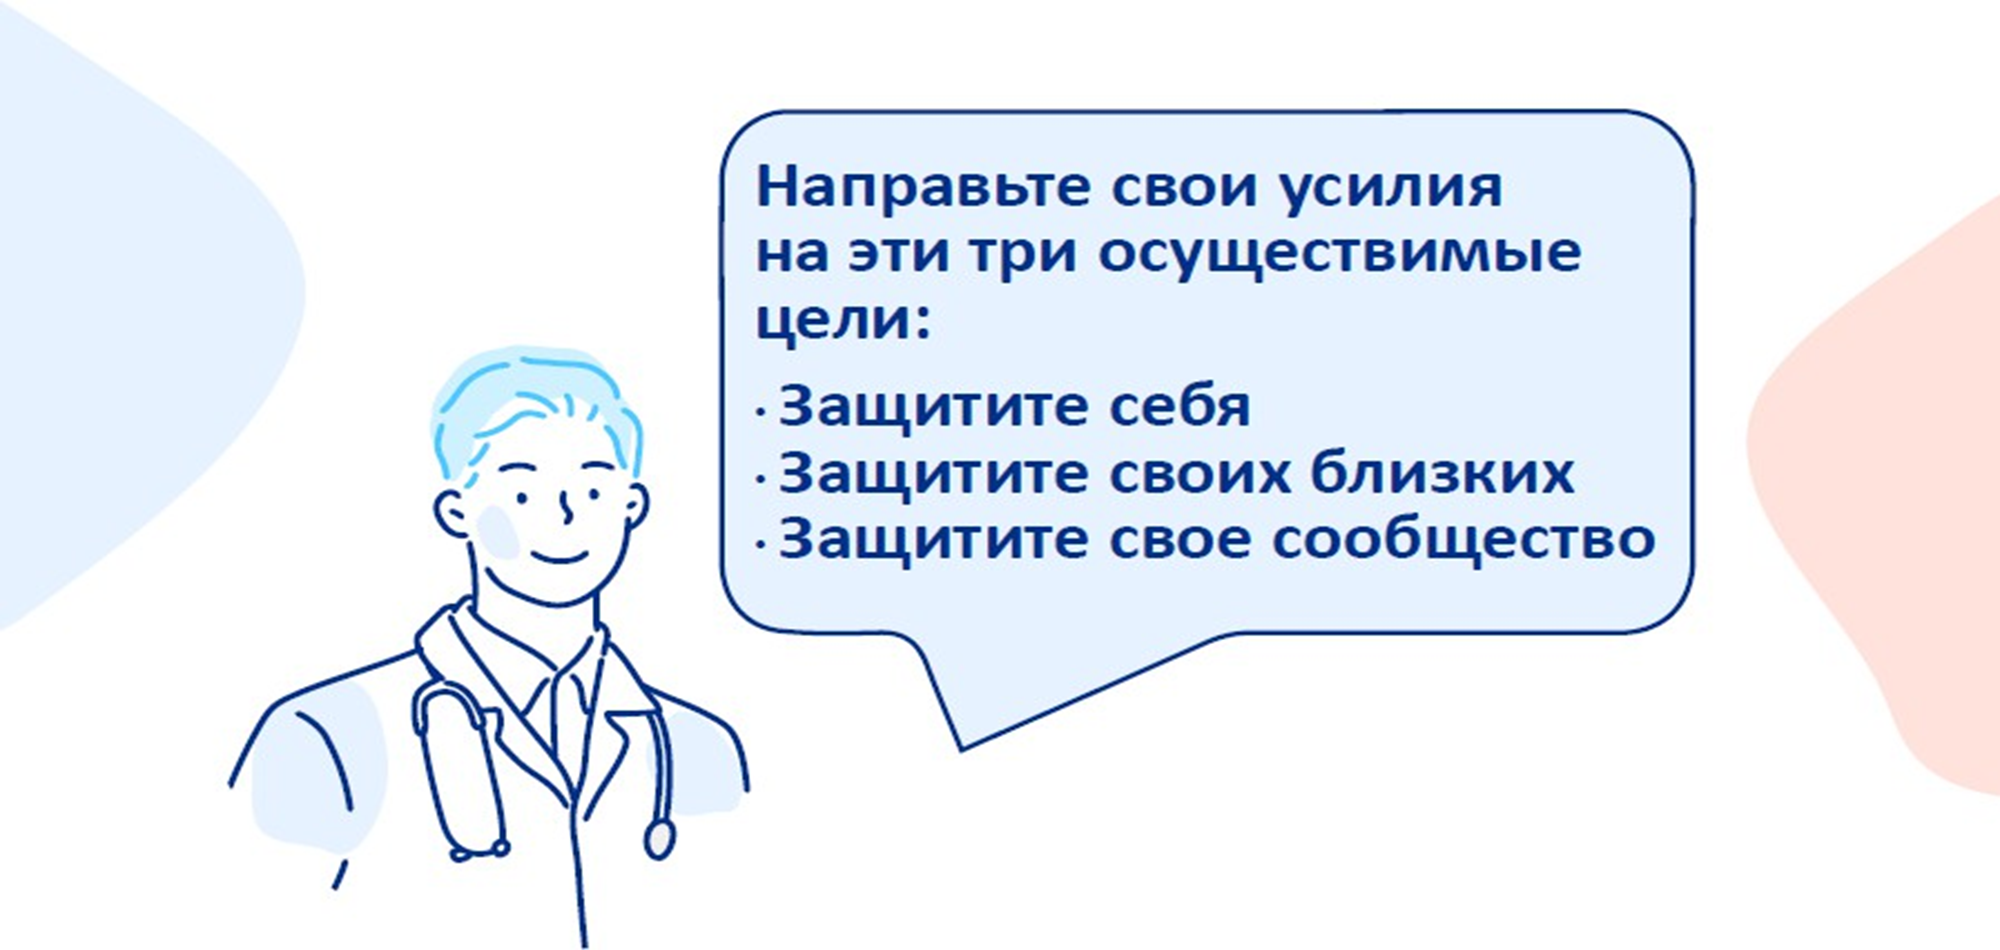 Направьте свои усилия
на эти три осуществимые
цели:
· Защитите себя
· Защитите своих близких
· Защитите свое сообщество